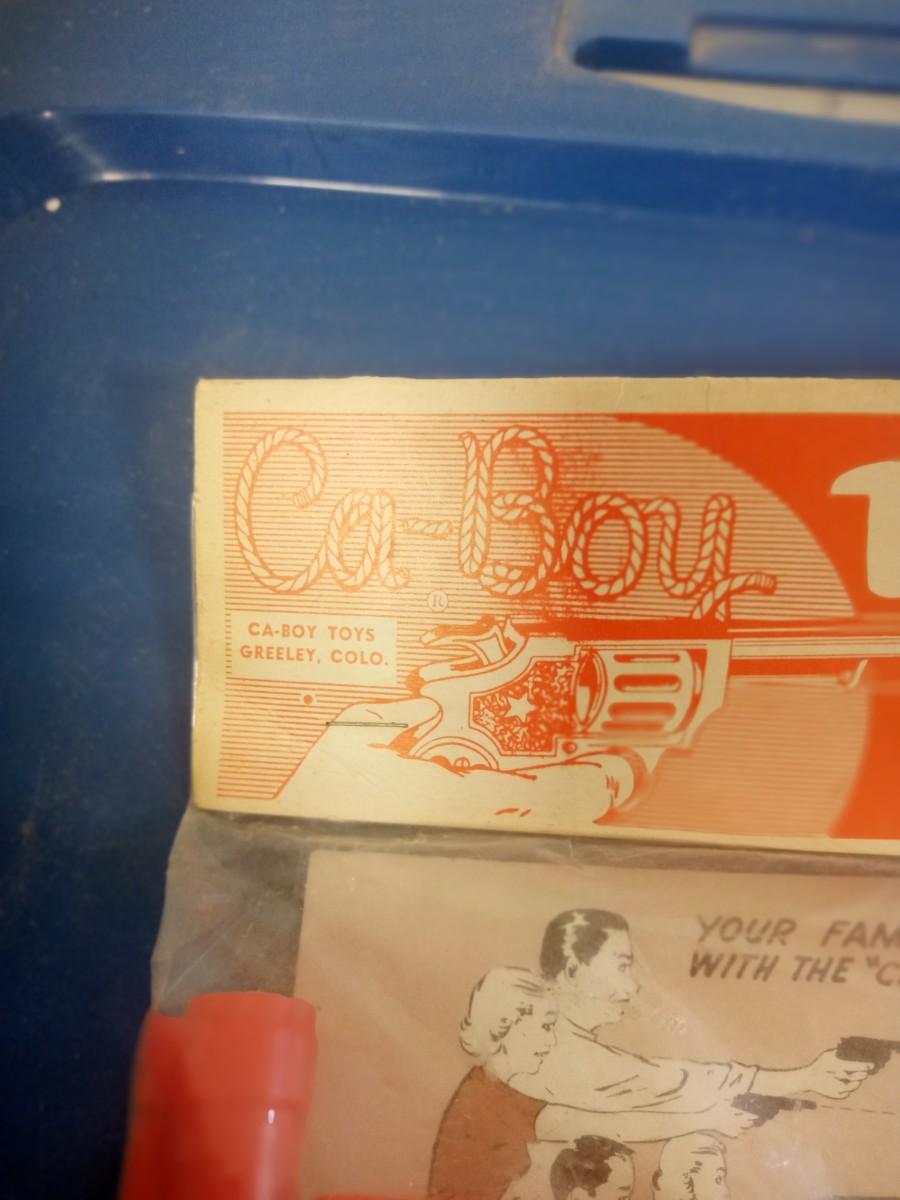 Ca-Boy
®
CA-BOY TOYS
GREELEY, COLO.
YOUR FAM
WITH THE "C